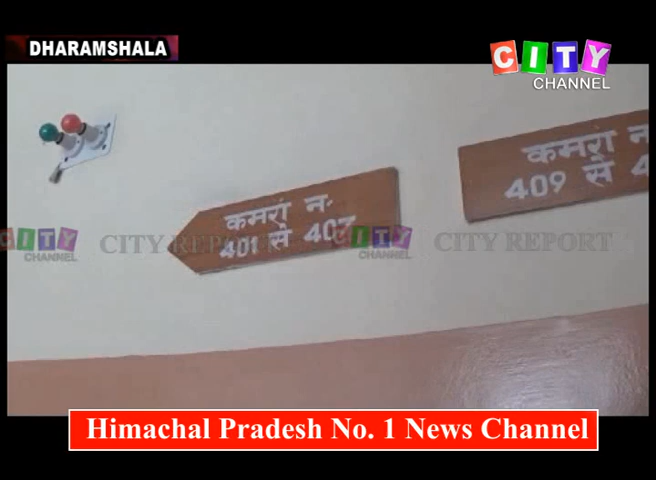 DHARAMSHALA
CITY
CHANNEL
कमरा न.
401 से 407
कमरा न
409 से 4
CITY
CHANNEL
CITY REPORT
CITY
CHANNEL
CITY REPORT
Himachal Pradesh No. 1 News Channel